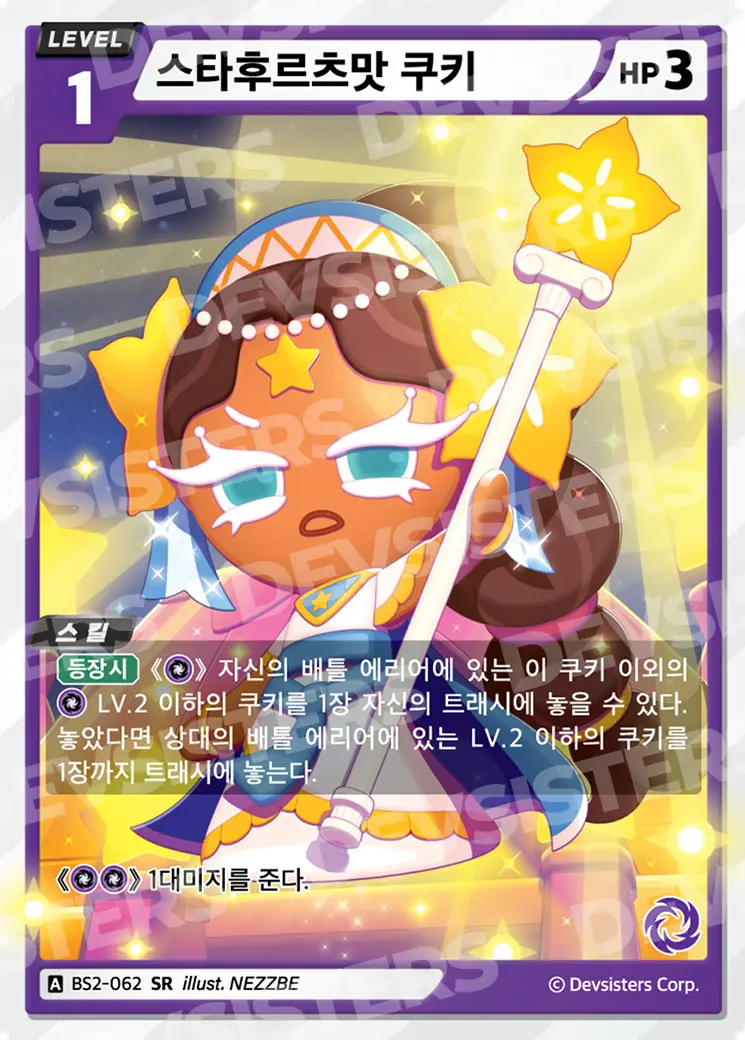 LEVEL
1
스타후르츠맛 쿠키
HP 3
스킬
등장시 《 》 자신의 배틀 에리어에 있는 이 쿠키 이외의
LV.2 이하의 쿠키를 1장 자신의 트래시에 놓을 수 있다.
놓았다면 상대의 배틀 에리어에 있는 LV.2 이하의 쿠키를
1장까지 트래시에 놓는다.
《 》 1대미지를 준다.
A BS2-062 SR illust. NEZZBE
© Devsisters Corp.
DEVSISTERS